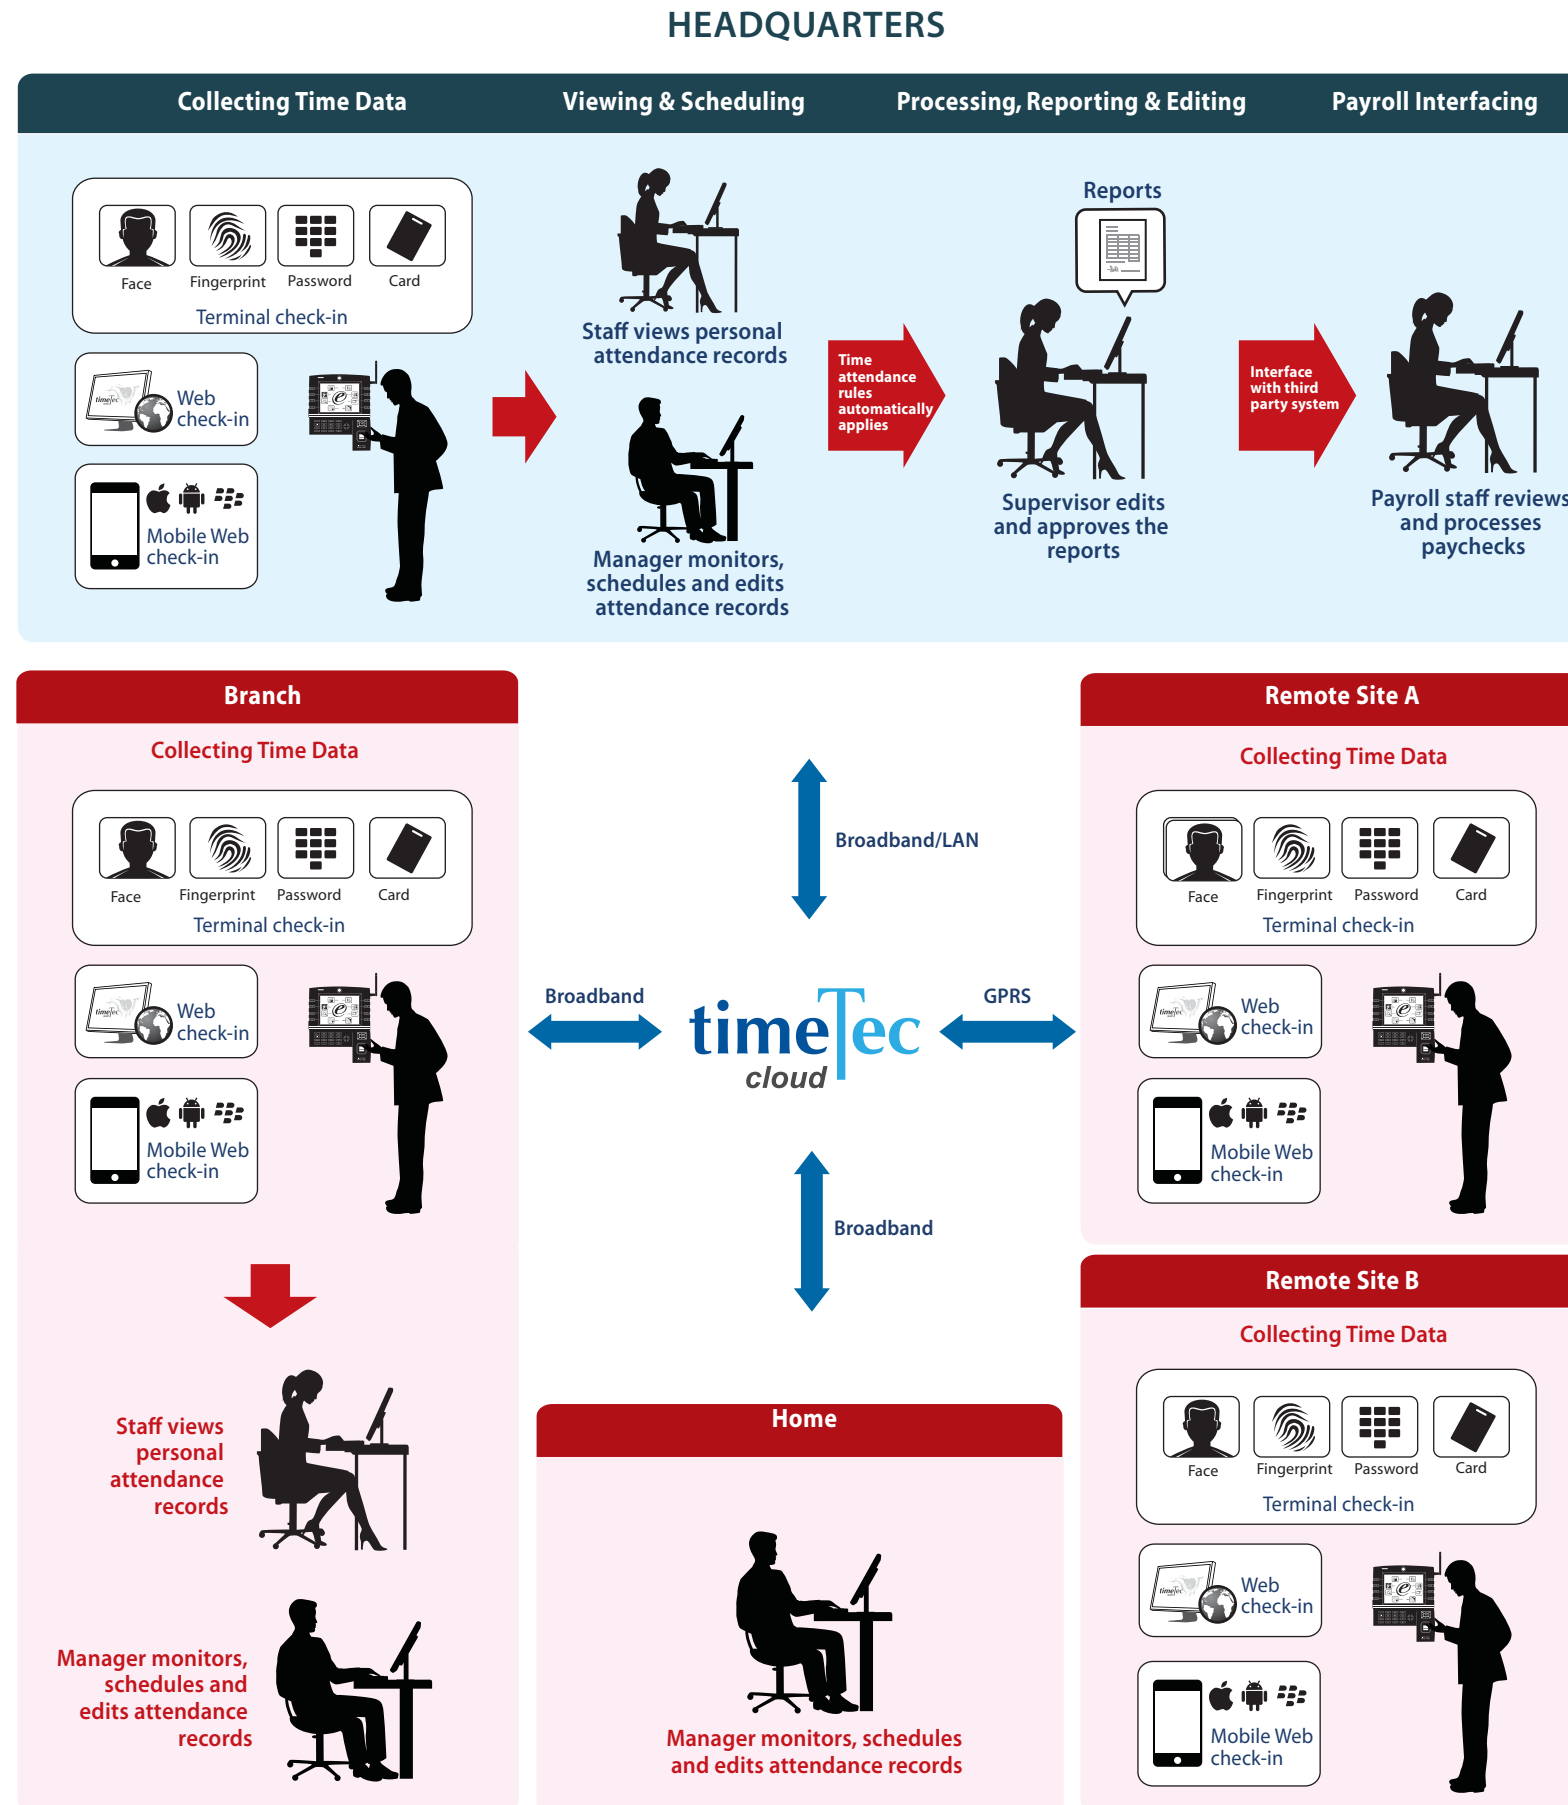 HEADQUARTERS
Collecting Time Data
Viewing & Scheduling
Processing, Reporting & Editing
Payroll Interfacing
Face
Fingerprint
Password
Card
Terminal check-in
timeTec
Web
check-in
Mobile Web
check-in
Staff views personal
attendance records
Manager monitors,
schedules and edits
attendance records
Time
attendance
rules
automatically
applies
Reports
Supervisor edits
and approves the
reports
Interface
with third
party system
Payroll staff reviews
and processes
paychecks
Branch
Collecting Time Data
Face
Fingerprint
Password
Card
Terminal check-in
timeTec
Web
check-in
Mobile Web
check-in
Staff views
personal
attendance
records
Manager monitors,
schedules and
edits attendance
records
Broadband/LAN
Broadband
timeTec
cloud
GPRS
Broadband
Home
Manager monitors, schedules
and edits attendance records
Remote Site A
Collecting Time Data
Face
Fingerprint
Password
Card
Terminal check-in
timeTec
Web
check-in
Mobile Web
check-in
Remote Site B
Collecting Time Data
Face
Fingerprint
Password
Card
Terminal check-in
timeTec
Web
check-in
Mobile Web
check-in